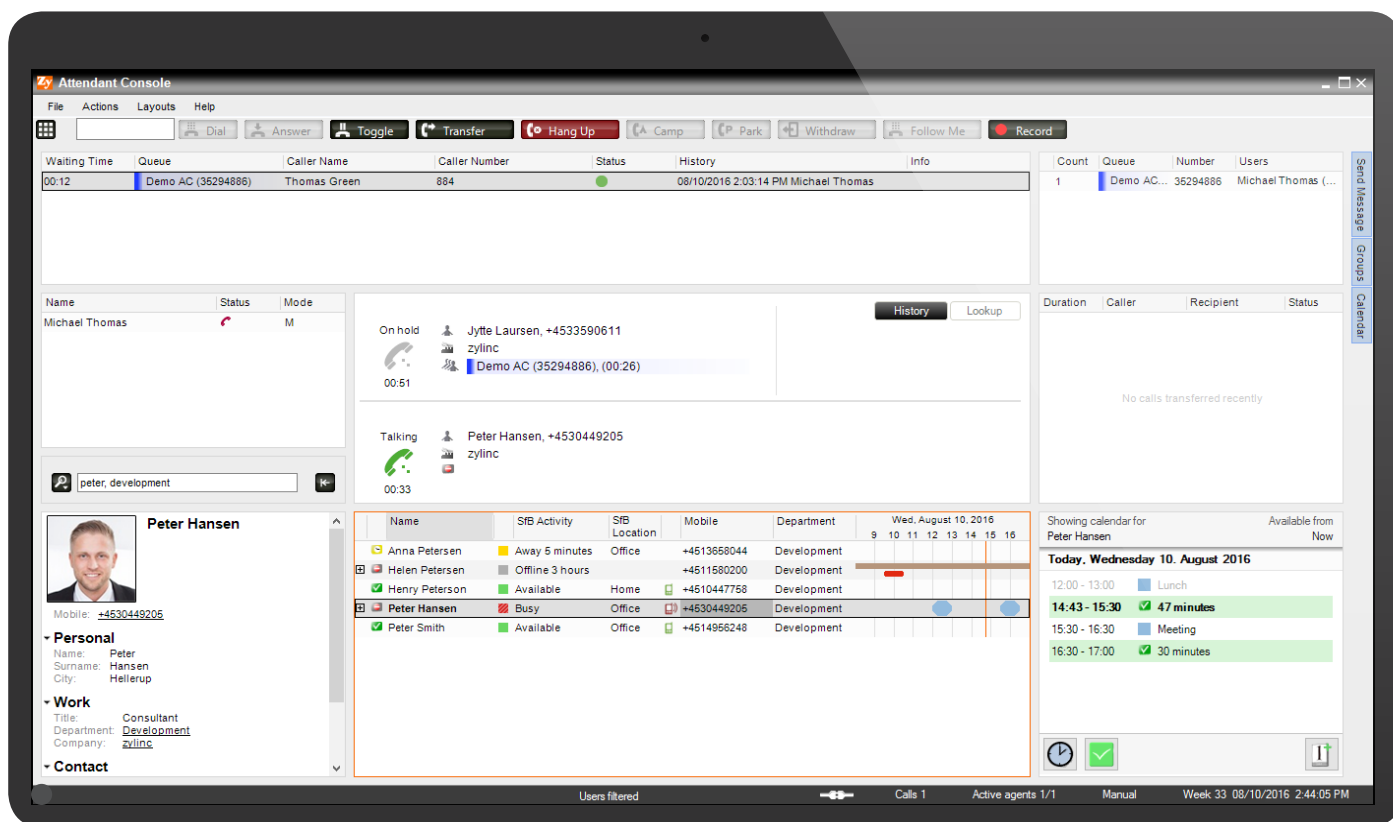 Zy Attendant Console
File Actions Layouts Help
Dial Answer Toggle Transfer Hang Up Camp Park Withdraw Follow Me Record
Waiting Time Queue Caller Name Caller Number Status History Info
00:12 Demo AC (35294886) Thomas Green 884 08/10/2016 2:03:14 PM Michael Thomas
Count Queue Number Users
1 Demo AC... 35294886 Michael Thomas (...
Send Message
Groups
Calendar
Name Status Mode
Michael Thomas M
History Lookup
On hold Jytte Laursen, +4533590611
zylinc
Demo AC (35294886), (00:26)
00:51
Talking Peter Hansen, +4530449205
zylinc
00:33
Duration Caller Recipient Status
No calls transferred recently
peter, development
Peter Hansen
Mobile: +4530449205
Personal
Name: Peter
Surname: Hansen
City: Hellerup
Work
Title: Consultant
Department: Development
Company: zylinc
Contact
Name SfB Activity SfB Location Mobile Department Wed, August 10, 2016
9 10 11 12 13 14 15 16
Anna Petersen Away 5 minutes Office +4513658044 Development
Helen Petersen Offline 3 hours +4511580200 Development
Henry Peterson Available Home +4510447758 Development
Peter Hansen Busy Office +4530449205 Development
Peter Smith Available Office +4514956248 Development
Showing calendar for Available from
Peter Hansen Now
Today, Wednesday 10. August 2016
12:00 - 13:00 Lunch
14:43 - 15:30 47 minutes
15:30 - 16:30 Meeting
16:30 - 17:00 30 minutes
Users filtered Calls 1 Active agents 1/1 Manual Week 33 08/10/2016 2:44:05 PM